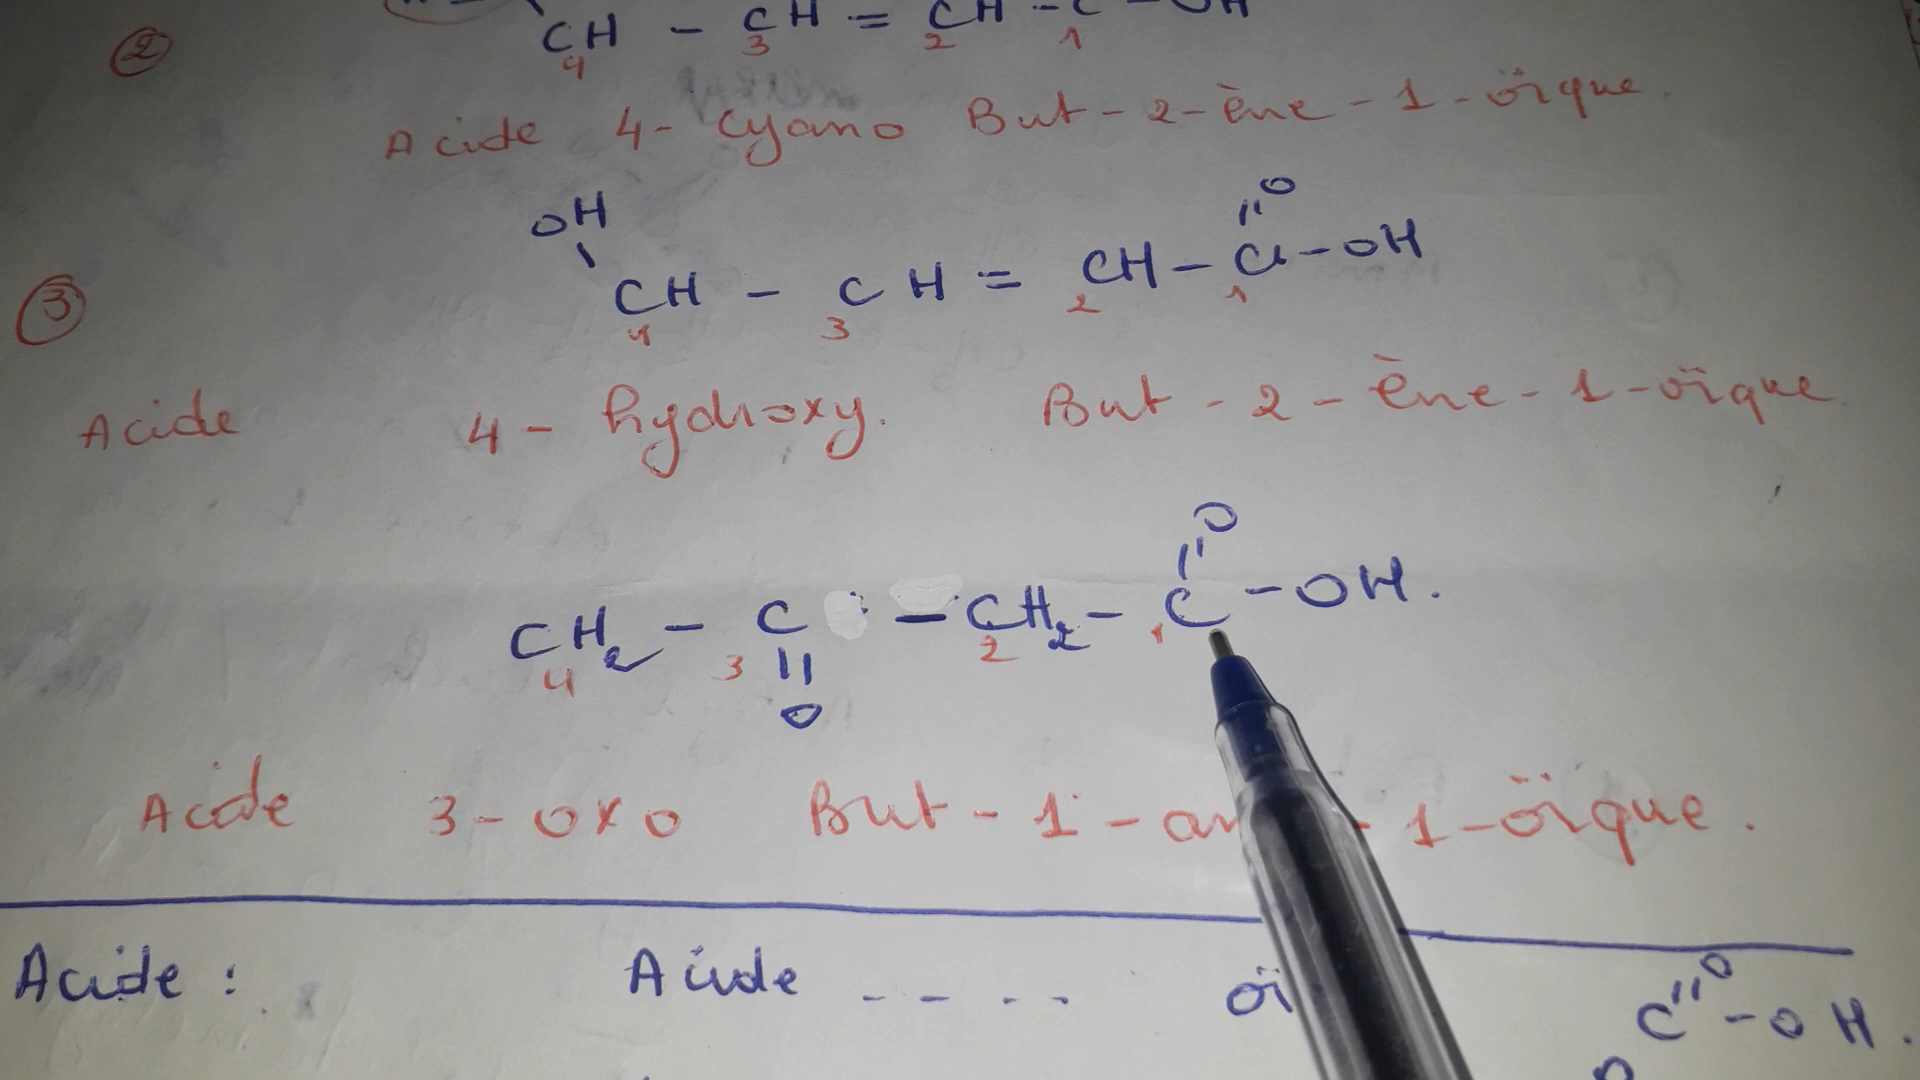 ②
CH - CH = CH - C - OH
4 3 2 1
Acide 4- cyano But-2-ène-1-oïque.
OH O
③ CH - CH = CH - C - OH
4 3 2 1
Acide 4- hydroxy. But-2-ène-1-oïque.
O
CH2 - C - CH2 - C - OH.
4 3 2 1
O
Acide 3-oxo But-1-an -1-oïque.
Acide : Acide - - - - oï
O
C - OH.